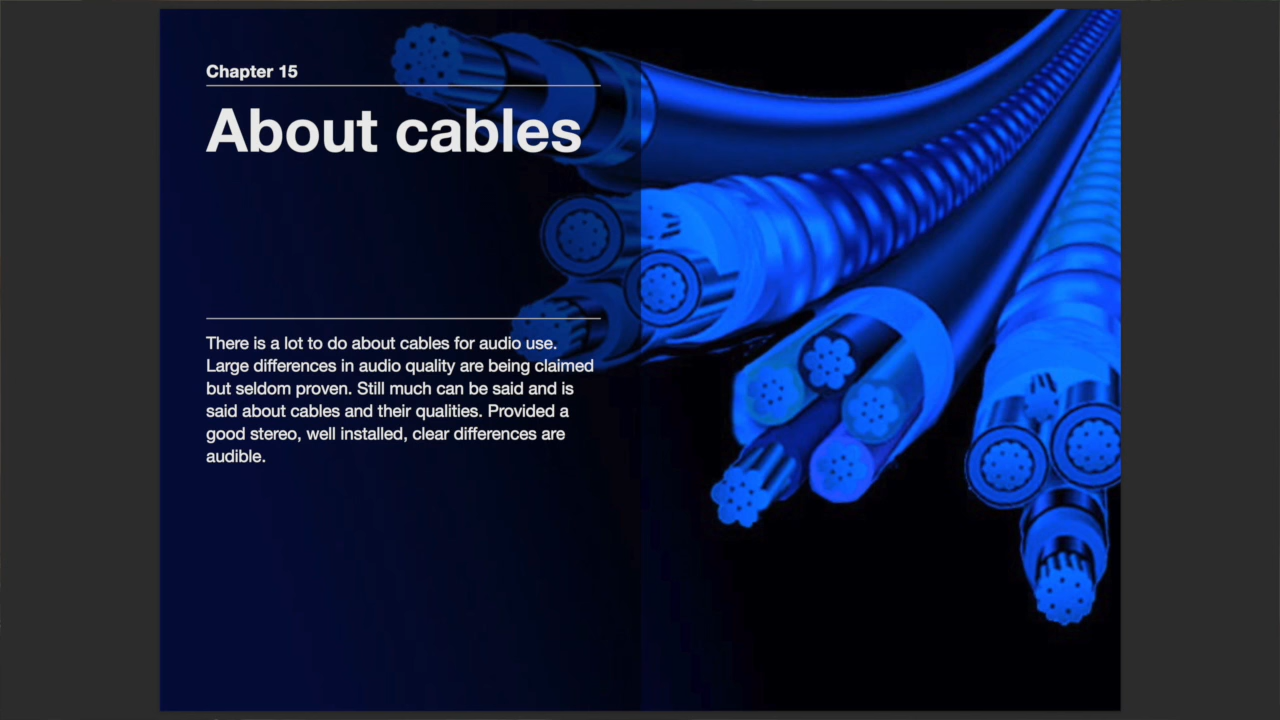 Chapter 15
About cables
There is a lot to do about cables for audio use.
Large differences in audio quality are being claimed
but seldom proven. Still much can be said and is
said about cables and their qualities. Provided a
good stereo, well installed, clear differences are
audible.